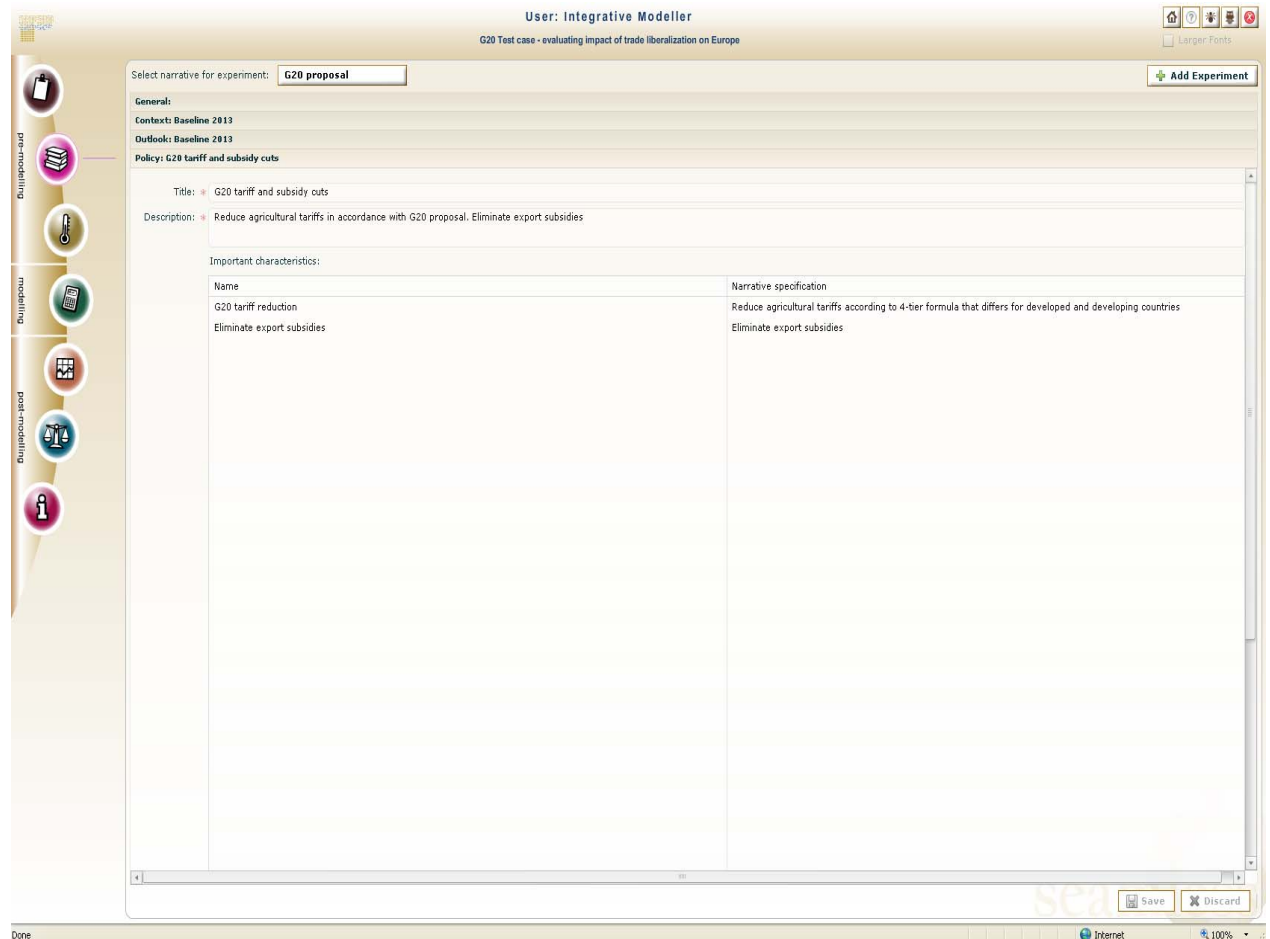 User: Integrative Modeller
G20 Test case - evaluating impact of trade liberalization on Europe
Larger Fonts
Select narrative for experiment: G20 proposal
Add Experiment
General:
Context: Baseline 2013
Outlook: Baseline 2013
Policy: G20 tariff and subsidy cuts
Title: * G20 tariff and subsidy cuts
Description: * Reduce agricultural tariffs in accordance with G20 proposal. Eliminate export subsidies
Important characteristics:
Name Narrative specification
G20 tariff reduction Reduce agricultural tariffs according to 4-tier formula that differs for developed and developing countries
Eliminate export subsidies Eliminate export subsidies
pre-modelling
modelling
post-modelling
Save Discard
Done Internet 100%